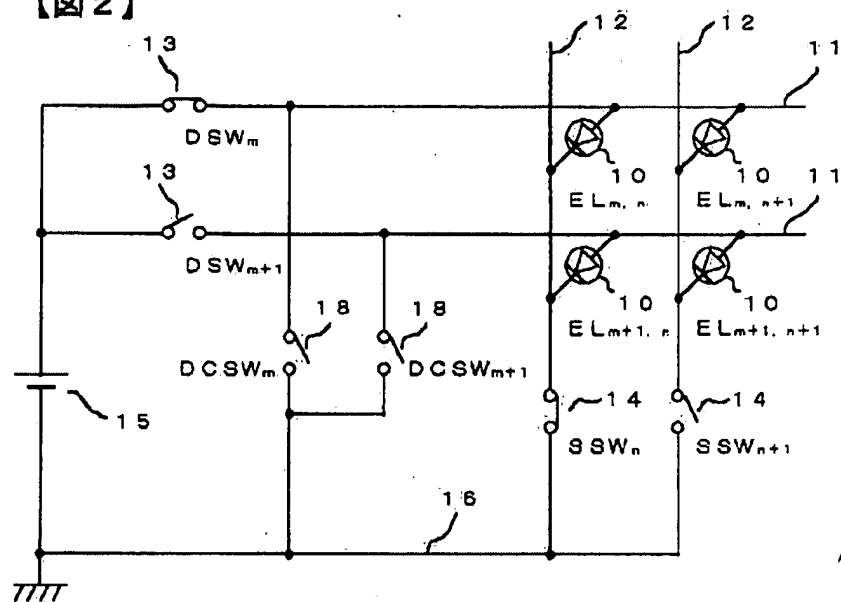 【図2】
13
12
12
11
DSWm
13
10
10
ELm, n
ELm, n+1
11
DSWm+1
18
18
10
10
ELm+1, n
ELm+1, n+1
DCSWm
DCSWm+1
15
14
14
SSWn
SSWn+1
16